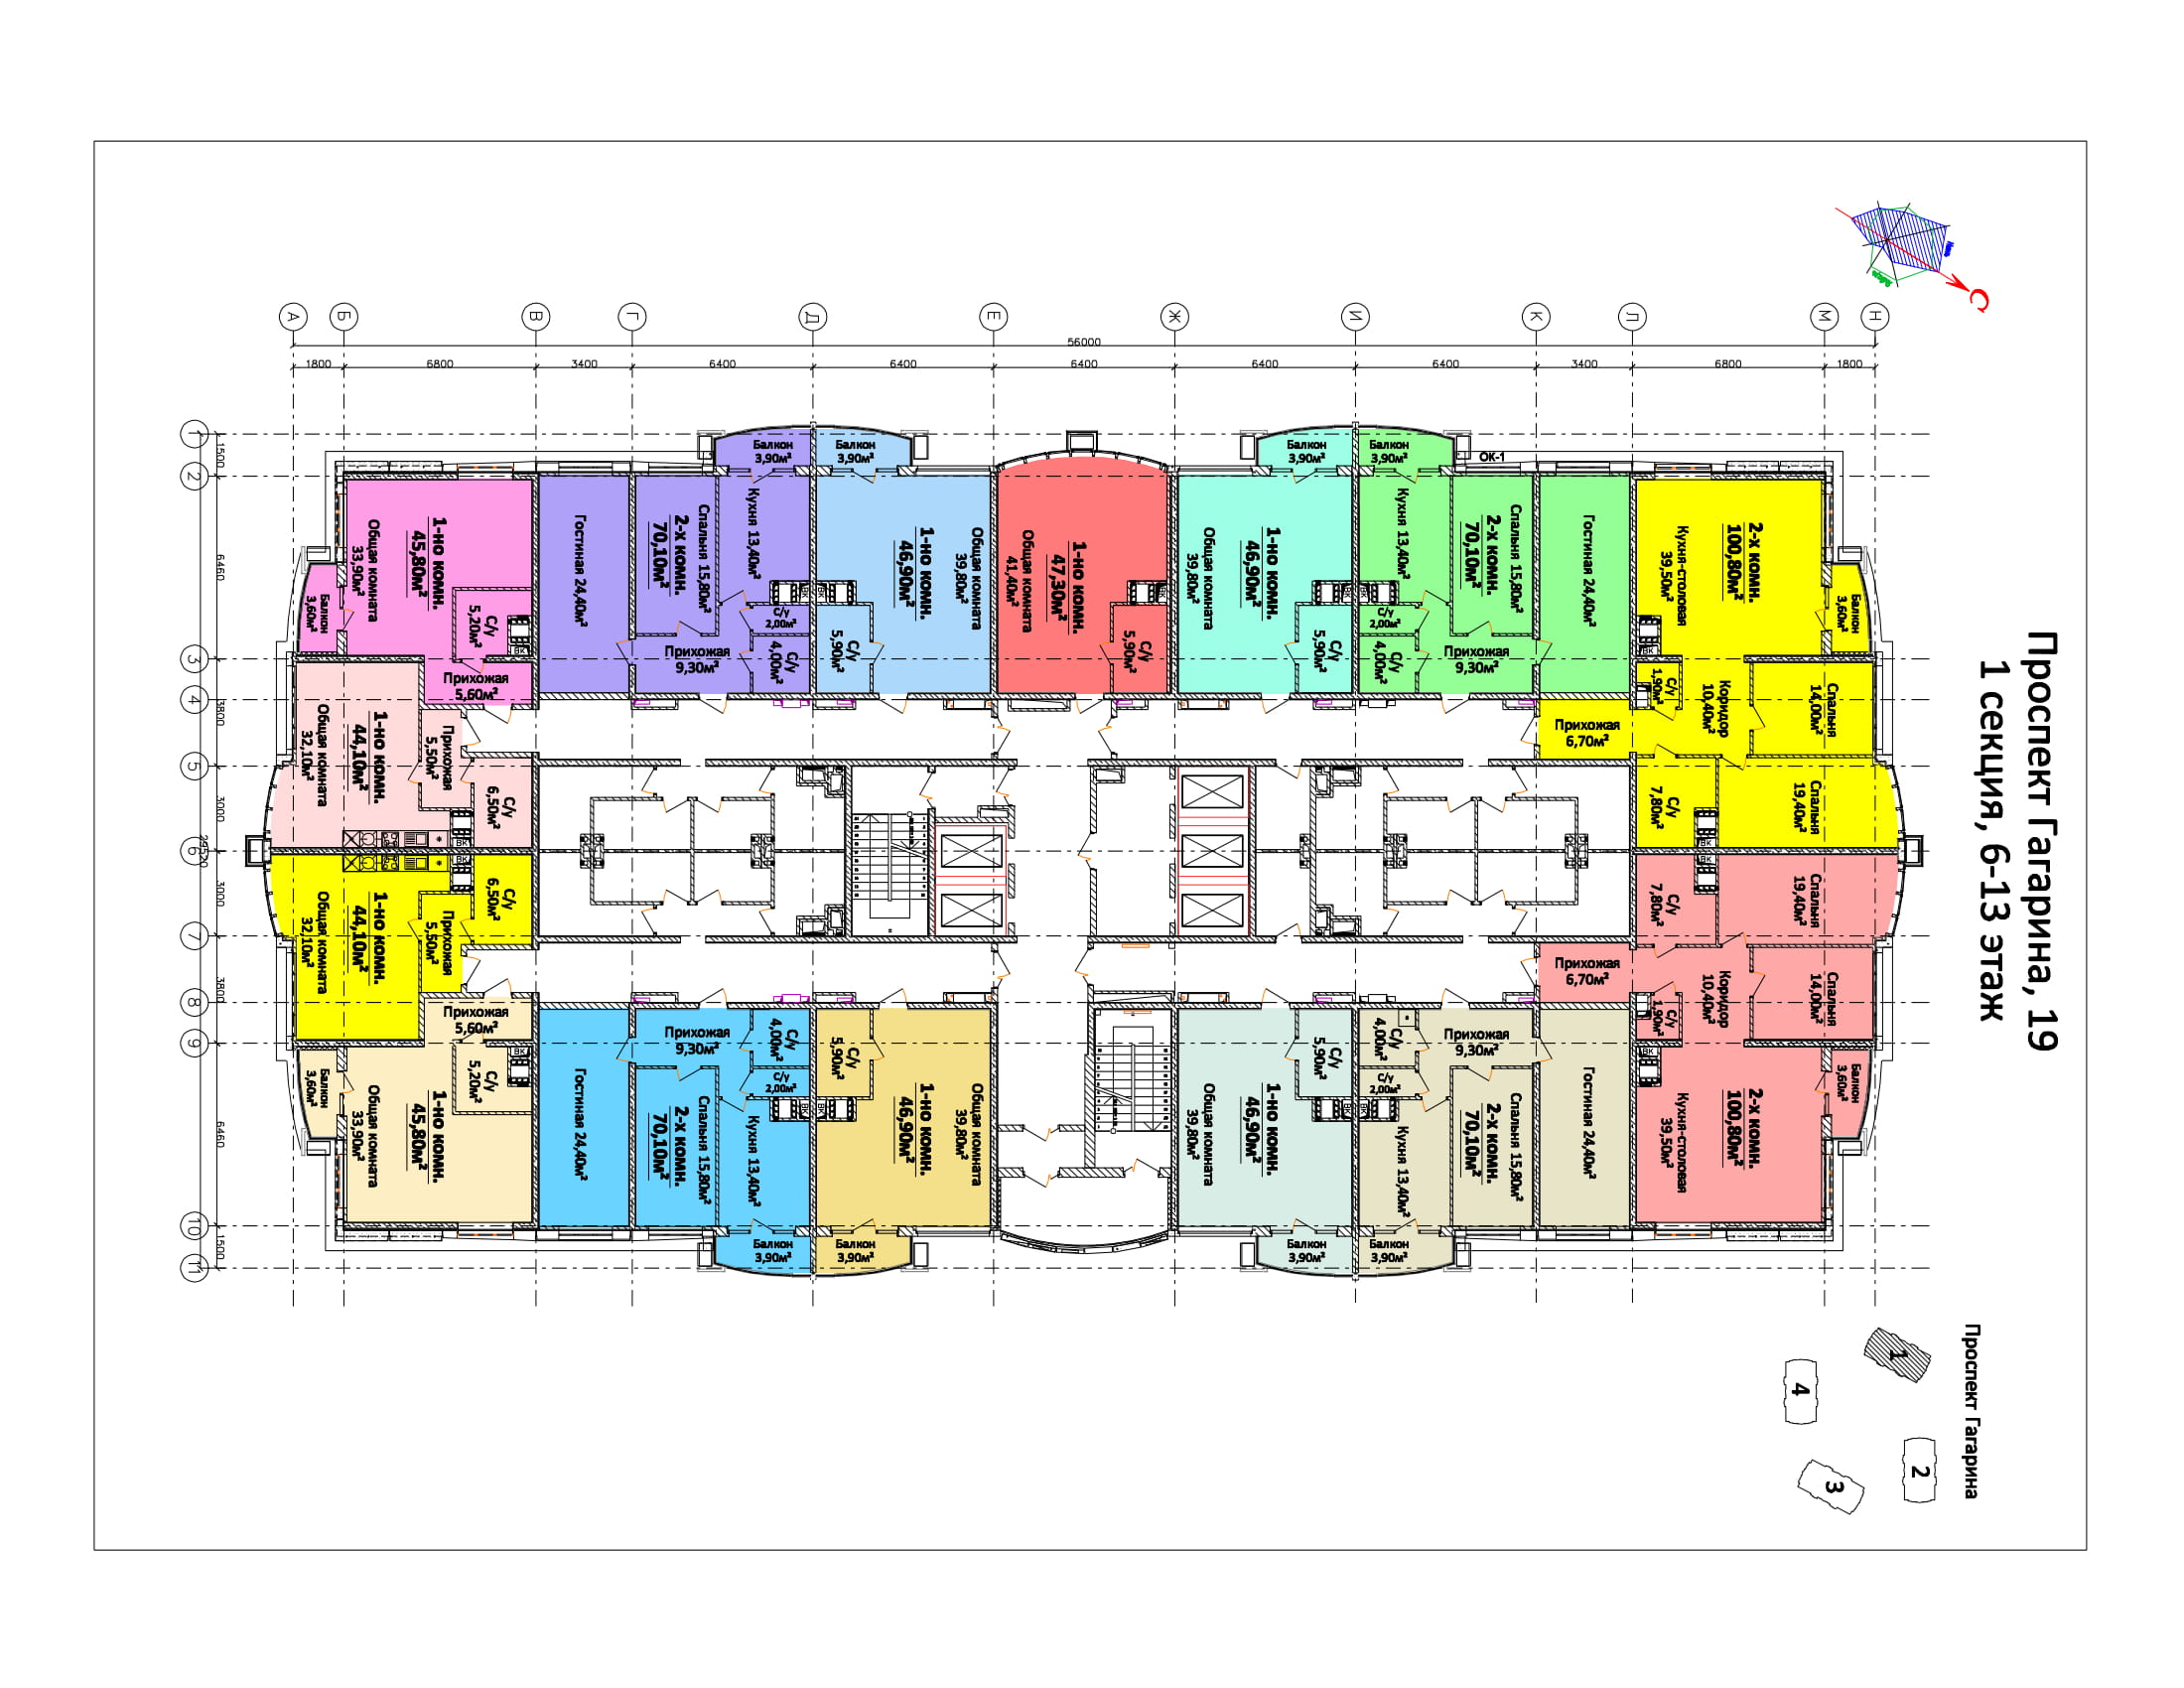 Проспект Гагарина, 19
1 секция, 6-13 этаж
С
А
Б
В
Г
Д
Е
Ж
И
К
Л
М
Н
56000
1800
6800
3400
6400
6400
6400
6400
6400
3400
6800
1800
1
2
3
4
5
6
7
8
9
10
11
1500
6460
3800
3000
3000
3800
6460
1500
29520
ОК-1
1-но комн.
45,80м²
Общая комната
33,90м²
С/у
5,20м²
Прихожая
5,60м²
Балкон
3,60м²
Гостиная 24,40м²
2-х комн.
70,10м²
Спальня 15,80м²
Кухня 13,40м²
Балкон
3,90м²
С/у
2,00м²
С/у
4,00м²
Прихожая
9,30м²
Балкон
3,90м²
1-но комн.
46,90м²
Общая комната
39,80м²
С/у
5,90м²
1-но комн.
47,30м²
Общая комната
41,40м²
С/у
5,90м²
Балкон
3,90м²
1-но комн.
46,90м²
Общая комната
39,80м²
С/у
5,90м²
Балкон
3,90м²
Кухня 13,40м²
2-х комн.
70,10м²
Спальня 15,80м²
Гостиная 24,40м²
С/у
2,00м²
С/у
4,00м²
Прихожая
9,30м²
2-х комн.
100,80м²
Кухня-столовая
39,50м²
Балкон
3,60м²
С/у
1,90м²
Коридор
10,40м²
Спальня
14,00м²
Прихожая
6,70м²
С/у
7,80м²
Спальня
19,40м²
1-но комн.
44,10м²
Общая комната
32,10м²
Прихожая
5,50м²
С/у
6,50м²
1-но комн.
44,10м²
Общая комната
32,10м²
Прихожая
5,50м²
С/у
6,50м²
С/у
7,80м²
Спальня
19,40м²
Прихожая
6,70м²
С/у
1,90м²
Коридор
10,40м²
Спальня
14,00м²
2-х комн.
100,80м²
Кухня-столовая
39,50м²
Балкон
3,60м²
Прихожая
5,60м²
С/у
5,20м²
1-но комн.
45,80м²
Общая комната
33,90м²
Балкон
3,60м²
Гостиная 24,40м²
Прихожая
9,30м²
С/у
4,00м²
С/у
2,00м²
2-х комн.
70,10м²
Спальня 15,80м²
Кухня 13,40м²
Балкон
3,90м²
С/у
5,90м²
1-но комн.
46,90м²
Общая комната
39,80м²
Балкон
3,90м²
С/у
5,90м²
1-но комн.
46,90м²
Общая комната
39,80м²
Балкон
3,90м²
С/у
4,00м²
С/у
2,00м²
Прихожая
9,30м²
Кухня 13,40м²
2-х комн.
70,10м²
Спальня 15,80м²
Гостиная 24,40м²
Балкон
3,90м²
Проспект Гагарина
1
4
2
3